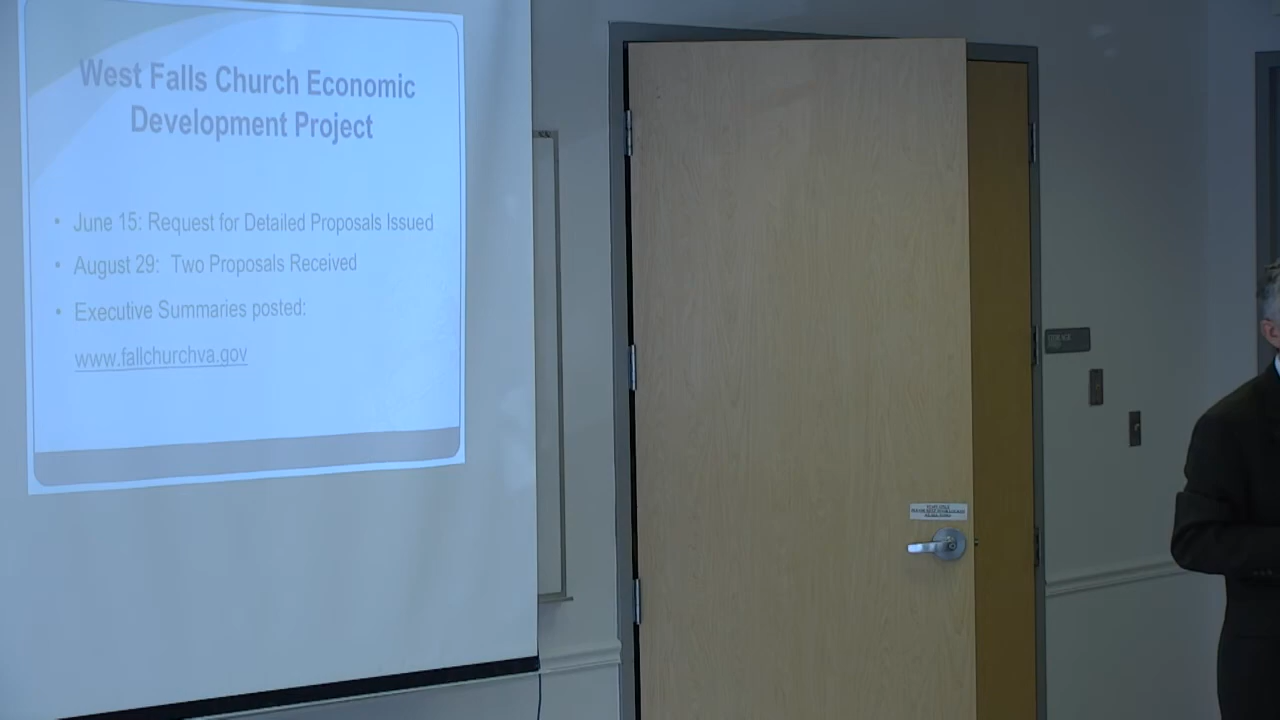 West Falls Church Economic
Development Project
• June 15: Request for Detailed Proposals Issued
• August 29: Two Proposals Received
• Executive Summaries posted:
www.fallchurchva.gov